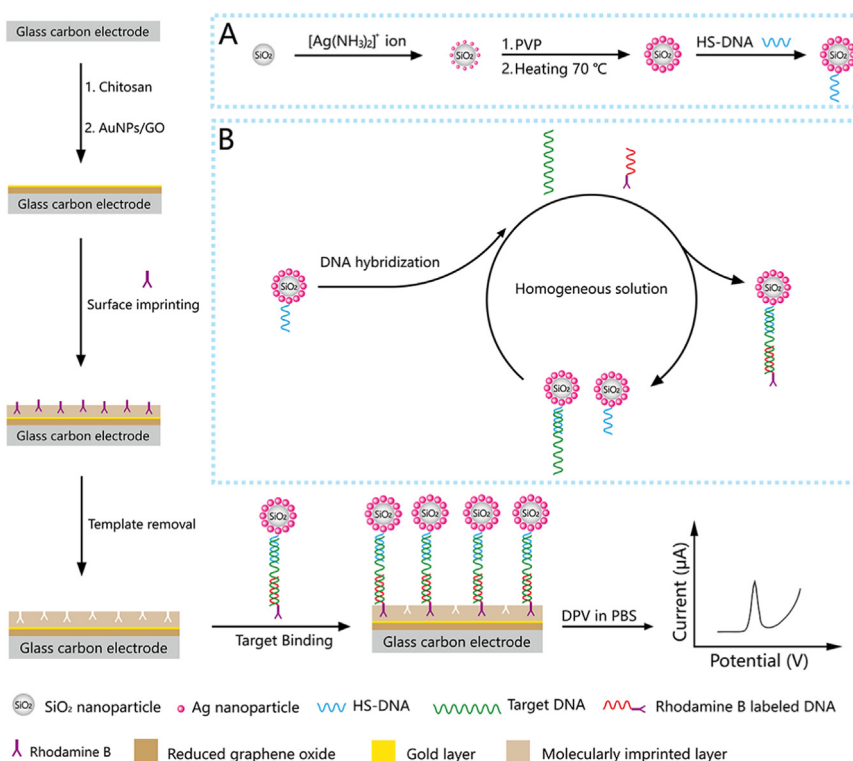 Glass carbon electrode
1. Chitosan
2. AuNPs/GO
Glass carbon electrode
Surface imprinting
Glass carbon electrode
Template removal
Glass carbon electrode
A
SiO₂
[Ag(NH₃)₂]⁺ ion
SiO₂
1. PVP
2. Heating 70 ℃
SiO₂
HS-DNA
SiO₂
B
SiO₂
DNA hybridization
Homogeneous solution
SiO₂
SiO₂
SiO₂
SiO₂
Target Binding
SiO₂
SiO₂
SiO₂
SiO₂
Glass carbon electrode
DPV in PBS
Current (μA)
Potential (V)
SiO₂
SiO₂ nanoparticle
Ag nanoparticle
HS-DNA
Target DNA
Rhodamine B labeled DNA
Rhodamine B
Reduced graphene oxide
Gold layer
Molecularly imprinted layer